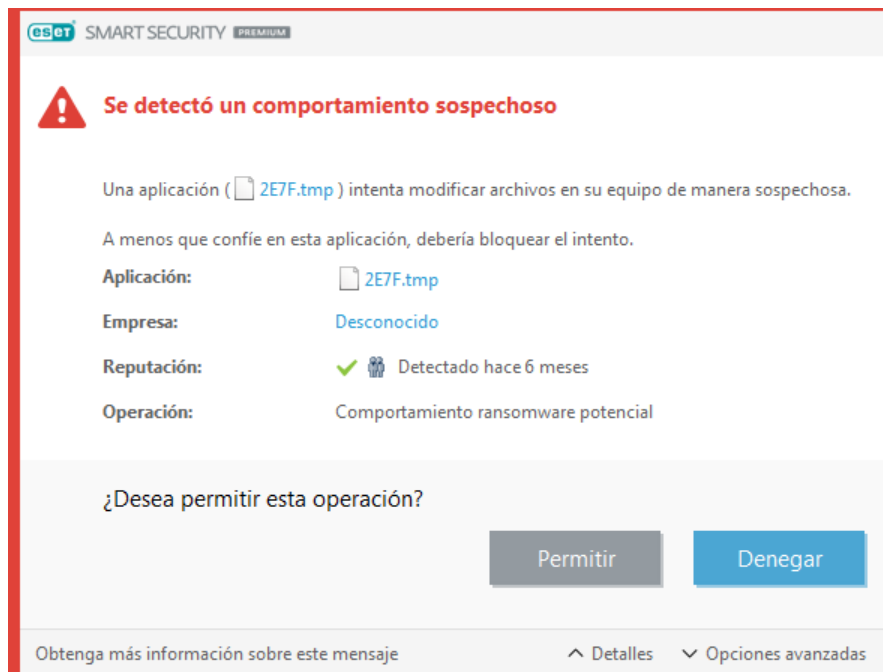 eset SMART SECURITY PREMIUM
Se detectó un comportamiento sospechoso
Una aplicación ( 2E7F.tmp ) intenta modificar archivos en su equipo de manera sospechosa.
A menos que confíe en esta aplicación, debería bloquear el intento.
Aplicación: 2E7F.tmp
Empresa: Desconocido
Reputación: Detectado hace 6 meses
Operación: Comportamiento ransomware potencial
¿Desea permitir esta operación?
Permitir Denegar
Obtenga más información sobre este mensaje Detalles Opciones avanzadas